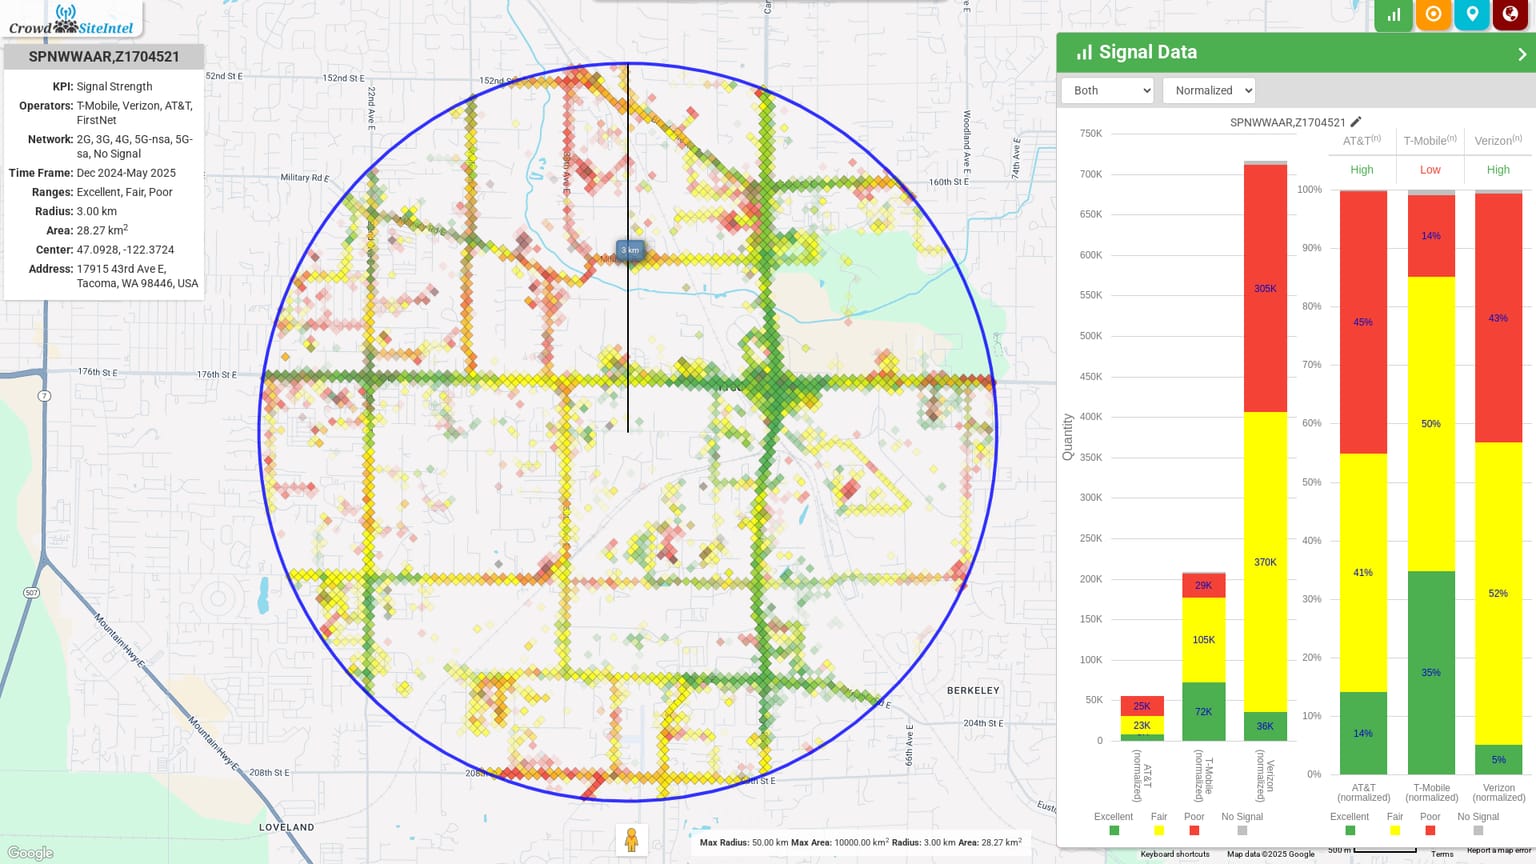 Crowd SiteIntel
SPNWWAAR,Z1704521
KPI: Signal Strength
Operators: T-Mobile, Verizon, AT&T,
FirstNet
Network: 2G, 3G, 4G, 5G-nsa, 5G-
sa, No Signal
Time Frame: Dec 2024-May 2025
Ranges: Excellent, Fair, Poor
Radius: 3.00 km
Area: 28.27 km2
Center: 47.0928, -122.3724
Address: 17915 43rd Ave E,
Tacoma, WA 98446, USA
52nd St E
152nd St E
152nd
22nd Ave E
Military Rd E
Woodland Ave E
74th Ave E
160th St E
3 km
176th St E
176th St E
7
507
Mountain Hwy E
Mountain Hwy E
BERKELEY
204th St E
66th Ave E
208th St E
208
th St E
LOVELAND
Google
Max Radius: 50.00 km Max Area: 10000.00 km2 Radius: 3.00 km Area: 28.27 km2
Signal Data
Both
Normalized
SPNWWAAR,Z1704521
Quantity
750K
700K
650K
600K
550K
500K
450K
400K
350K
300K
250K
200K
150K
100K
50K
0
25K
23K
29K
105K
72K
305K
370K
36K
AT&T
(normalized)
T-Mobile
(normalized)
Verizon
(normalized)
Excellent
Fair
Poor
No Signal
AT&T(n)
T-Mobile(n)
Verizon(n)
High
Low
High
100%
90%
80%
70%
60%
50%
40%
30%
20%
10%
0%
45%
41%
14%
14%
50%
35%
43%
52%
5%
AT&T
(normalized)
T-Mobile
(normalized)
Verizon
(normalized)
Excellent
Fair
Poor
No Signal
Keyboard shortcuts
Map data ©2025 Google
500 m
Terms
Report a map error